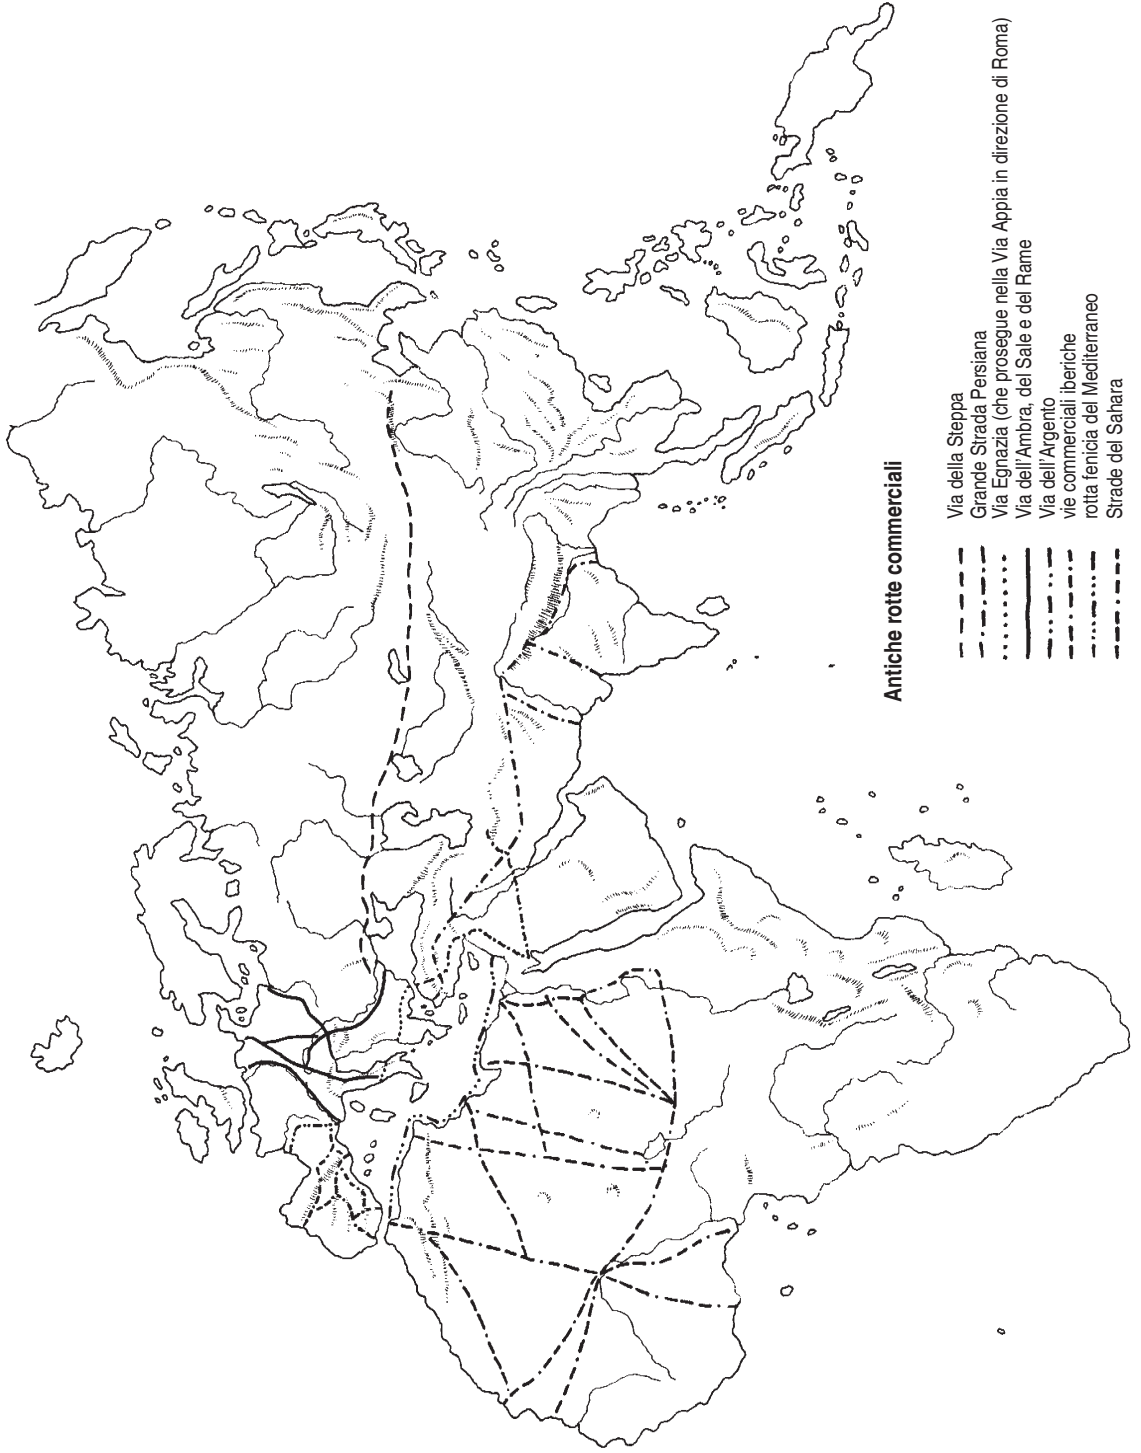 Antiche rotte commerciali
Via della Steppa
Grande Strada Persiana
Via Egnazia (che prosegue nella Via Appia in direzione di Roma)
Via dell'Ambra, del Sale e del Rame
Via dell'Argento
vie commerciali iberiche
rotta fenicia del Mediterraneo
Strade del Sahara